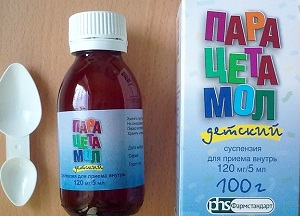 ПАРА
ЦЕТА
МОЛ
детский
суспензия
для приема внутрь
120 мг/5 мл
ПАРА
ЦЕТА
МОЛ
детский
суспензия
для приема внутрь
120 мг/5 мл
100 г
phs Фармстандарт